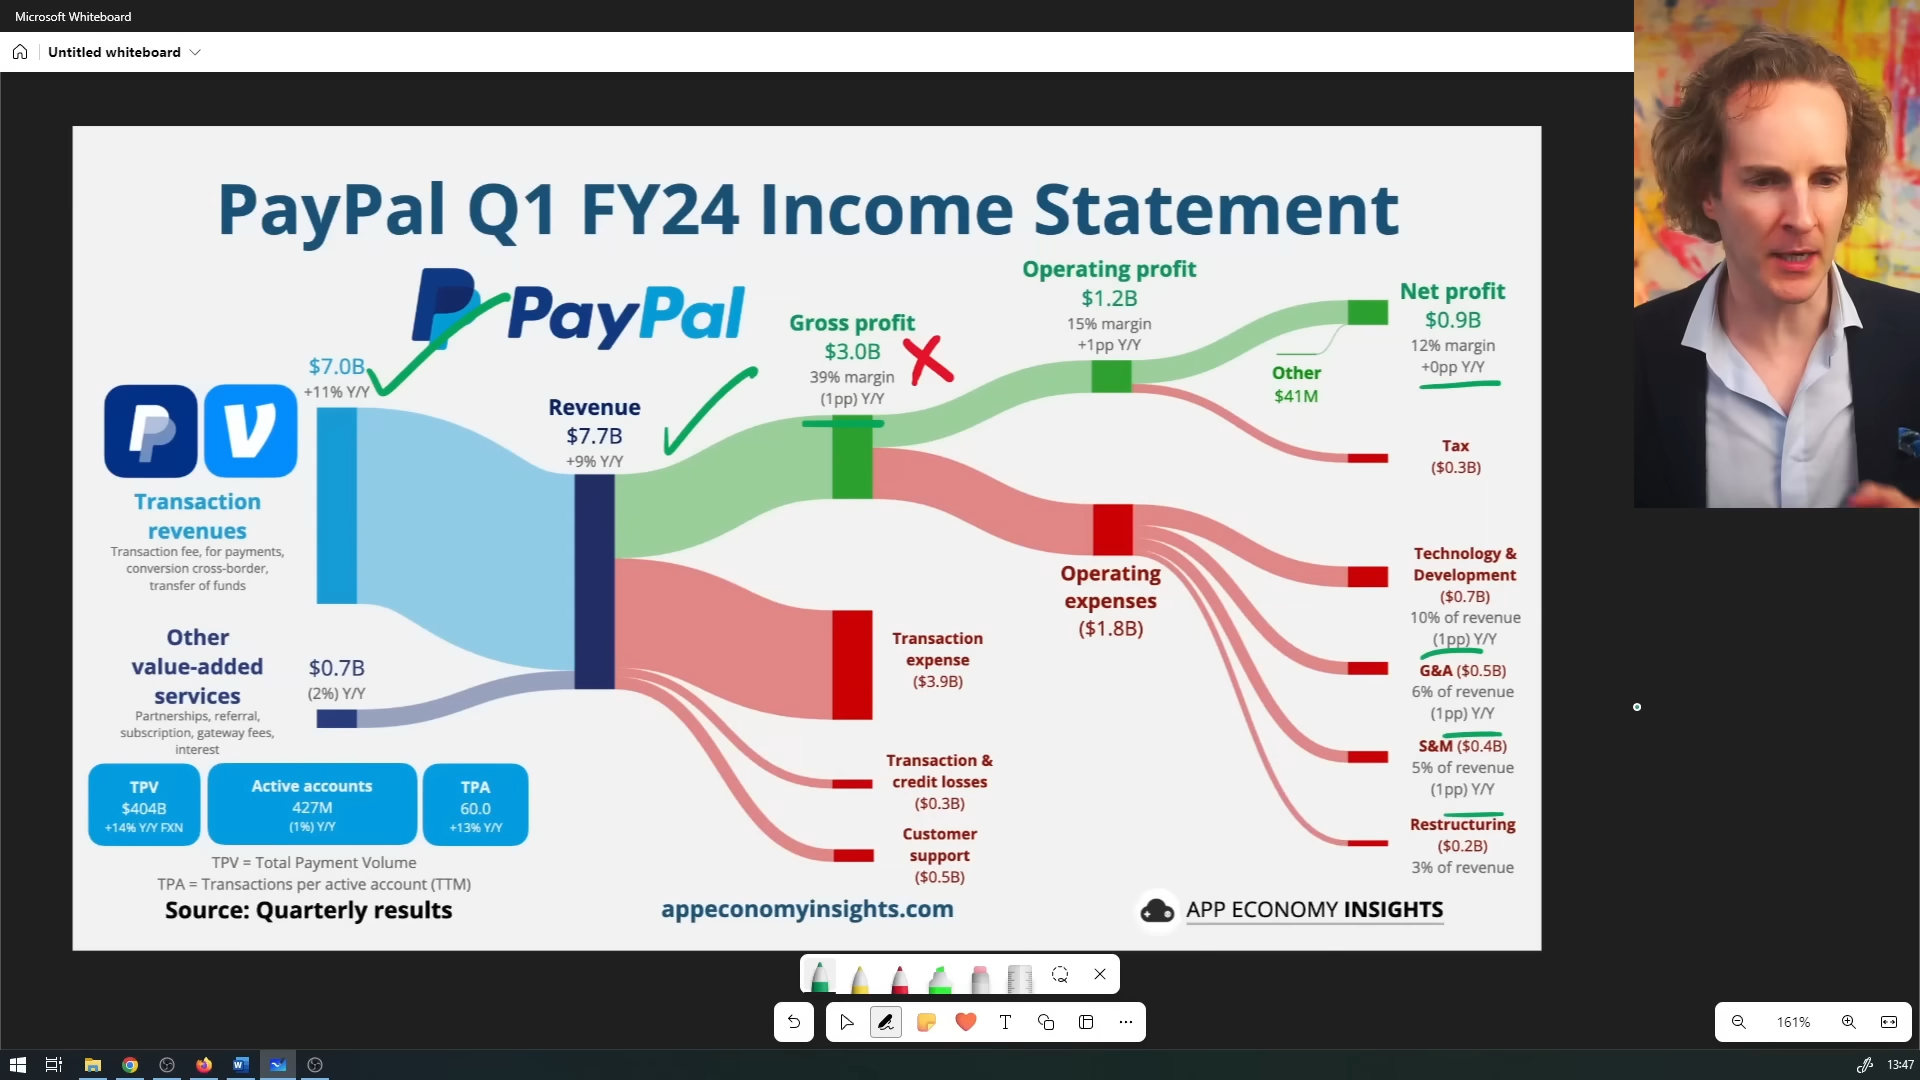 Microsoft Whiteboard
Untitled whiteboard
PayPal Q1 FY24 Income Statement
PayPal
$7.0B
+11% Y/Y
Transaction
revenues
Transaction fee, for payments,
conversion cross-border,
transfer of funds
Other
value-added
services
Partnerships, referral,
subscription, gateway fees,
interest
$0.7B
(2%) Y/Y
Revenue
$7.7B
+9% Y/Y
Gross profit
$3.0B
39% margin
(1pp) Y/Y
Operating profit
$1.2B
15% margin
+1pp Y/Y
Net profit
$0.9B
12% margin
+0pp Y/Y
Other
$41M
Tax
($0.3B)
Operating
expenses
($1.8B)
Technology &
Development
($0.7B)
10% of revenue
(1pp) Y/Y
G&A ($0.5B)
6% of revenue
(1pp) Y/Y
S&M ($0.4B)
5% of revenue
(1pp) Y/Y
Restructuring
($0.2B)
3% of revenue
Transaction
expense
($3.9B)
Transaction &
credit losses
($0.3B)
Customer
support
($0.5B)
TPV
$404B
+14% Y/Y FXN
Active accounts
427M
(1%) Y/Y
TPA
60.0
+13% Y/Y
TPV = Total Payment Volume
TPA = Transactions per active account (TTM)
Source: Quarterly results
appeconomyinsights.com
APP ECONOMY INSIGHTS
161%
13:47